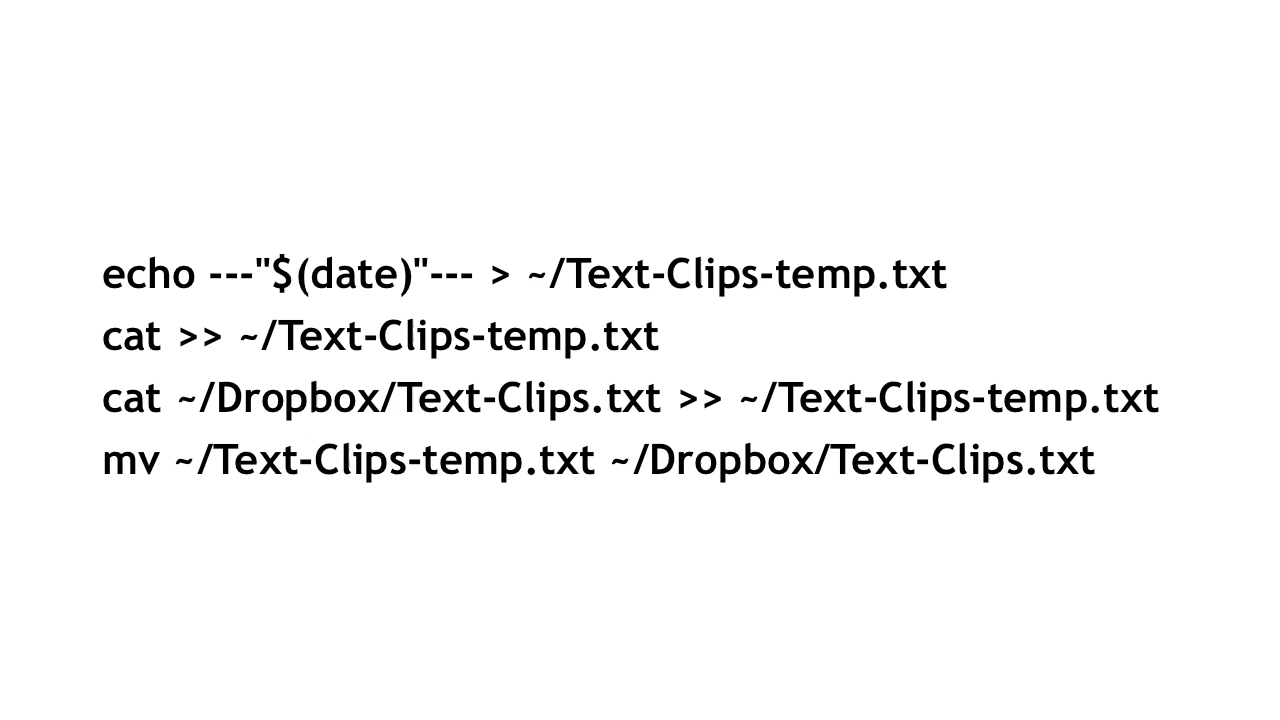 echo ---"$(date)"--- > ~/Text-Clips-temp.txt
cat >> ~/Text-Clips-temp.txt
cat ~/Dropbox/Text-Clips.txt >> ~/Text-Clips-temp.txt
mv ~/Text-Clips-temp.txt ~/Dropbox/Text-Clips.txt